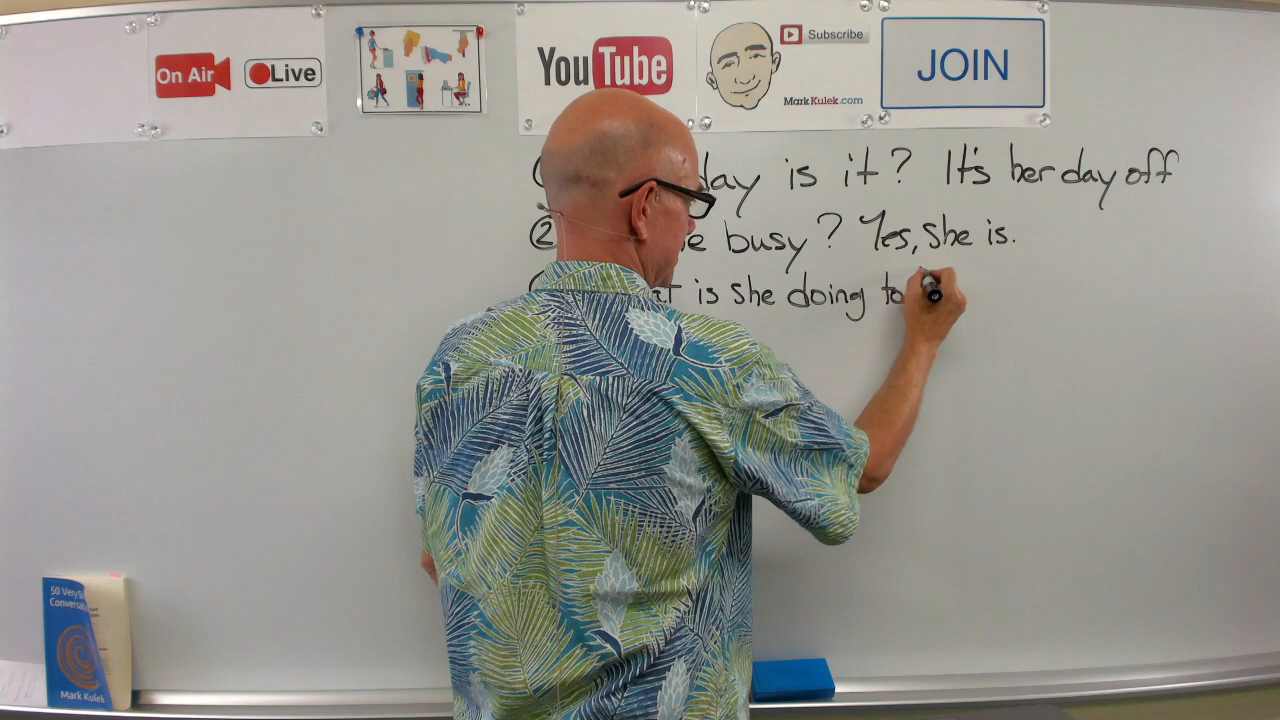 On Air
Live
YouTube
Subscribe
MarkKulek.com
JOIN
day is it? It's her day off
② busy? Yes, she is.
is she doing to
50 Very
Conversa
Mark Kulek